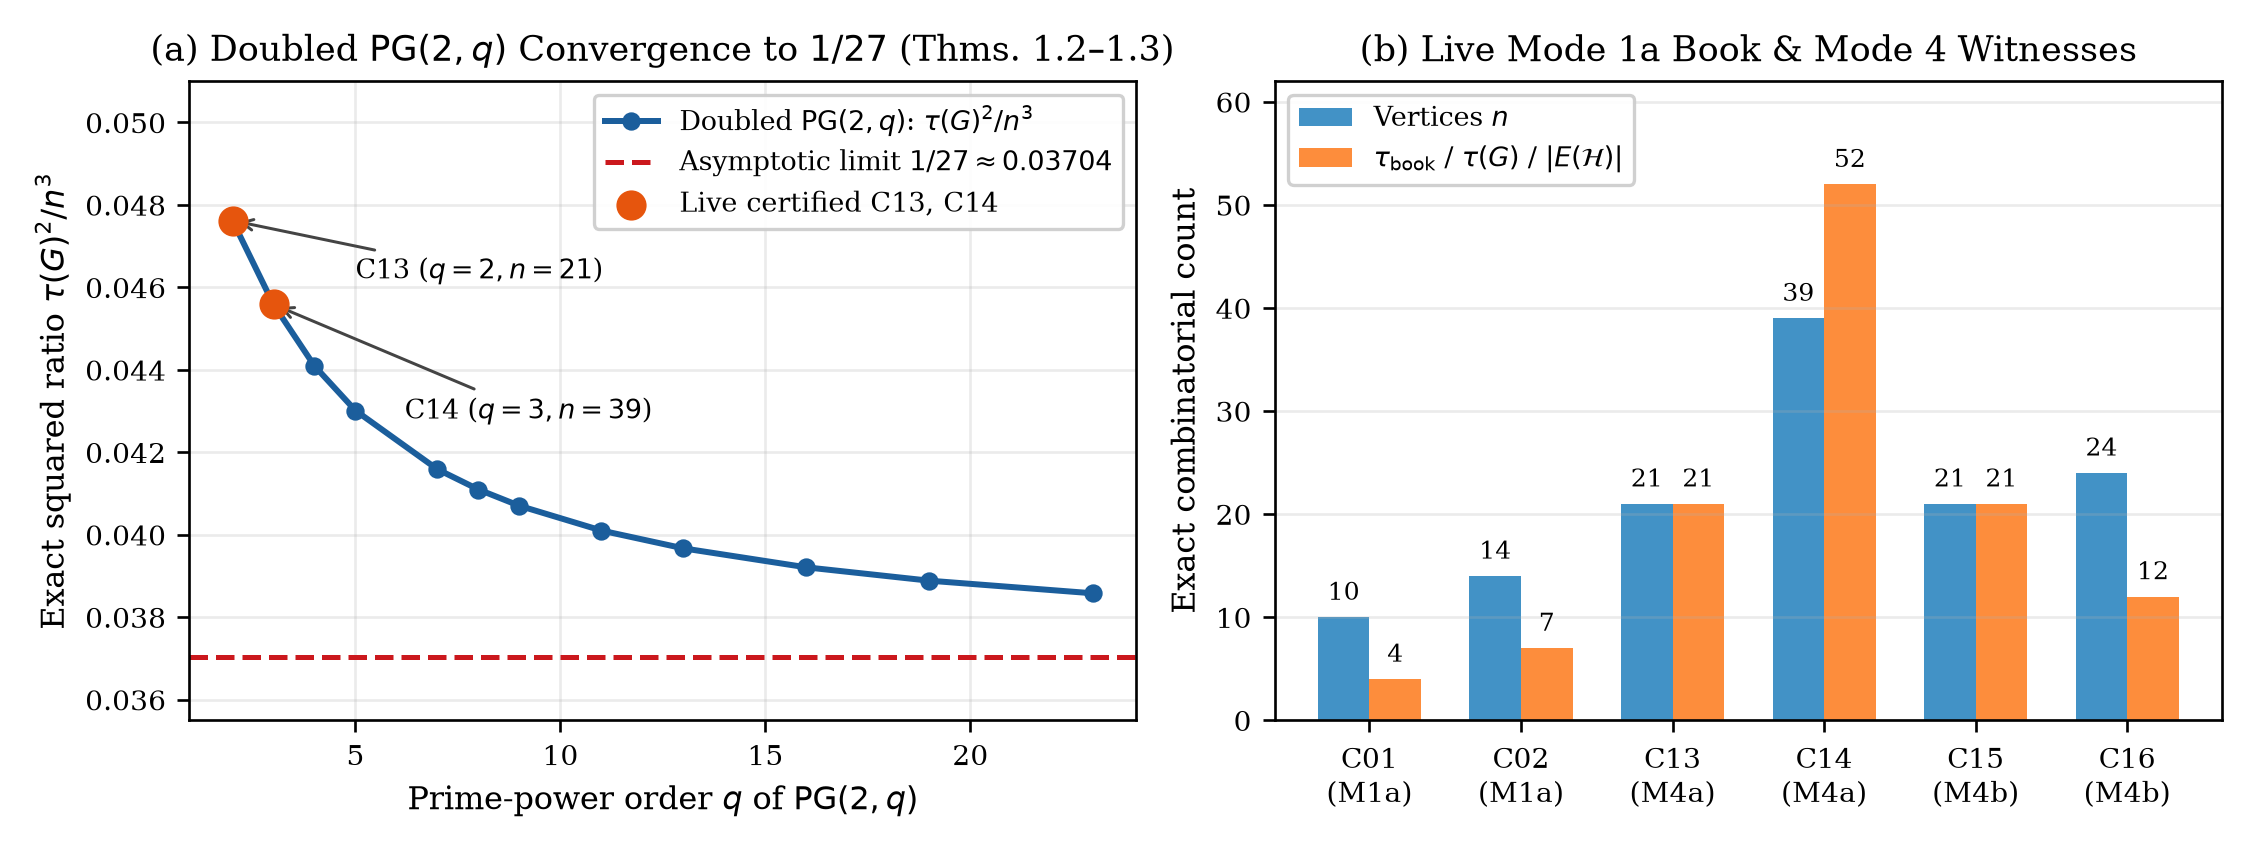 (a) Doubled PG(2, q) Convergence to 1/27 (Thms. 1.2–1.3)
Exact squared ratio τ(G)²/n³
0.050
0.048
0.046
0.044
0.042
0.040
0.038
0.036
Doubled PG(2, q): τ(G)²/n³
Asymptotic limit 1/27 ≈ 0.03704
Live certified C13, C14
C13 (q = 2, n = 21)
C14 (q = 3, n = 39)
5 10 15 20
Prime-power order q of PG(2, q)
(b) Live Mode 1a Book & Mode 4 Witnesses
Exact combinatorial count
60
50
40
30
20
10
0
Vertices n
τ_book / τ(G) / |E(ℋ)|
10 4 14 7 21 21 39 52 21 21 24 12
C01 C02 C13 C14 C15 C16
(M1a) (M1a) (M4a) (M4a) (M4b) (M4b)